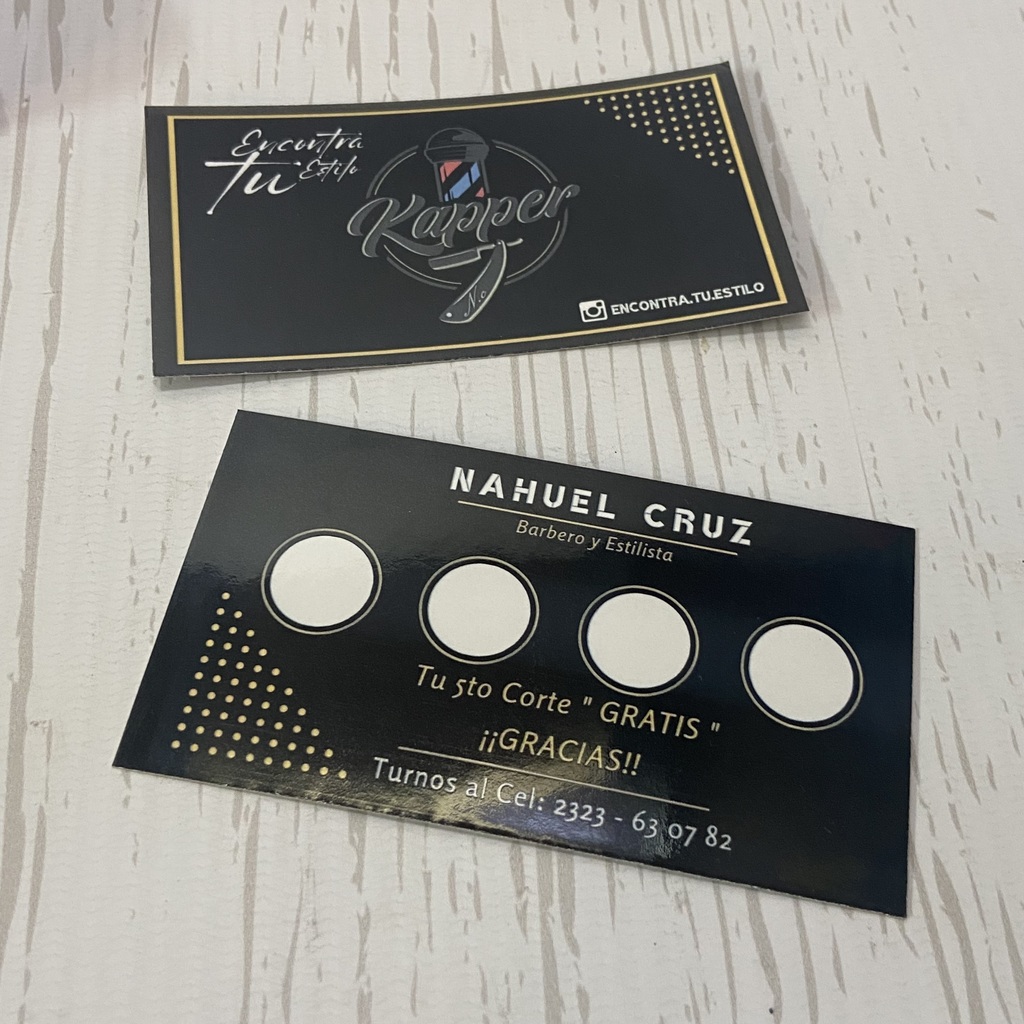 Encontra
Tu Estilo
Kapper
N.C
ENCONTRA.TU.ESTILO
NAHUEL CRUZ
Barbero y Estilista
Tu 5to Corte " GRATIS "
¡¡GRACIAS!!
Turnos al Cel: 2323 - 63 07 82